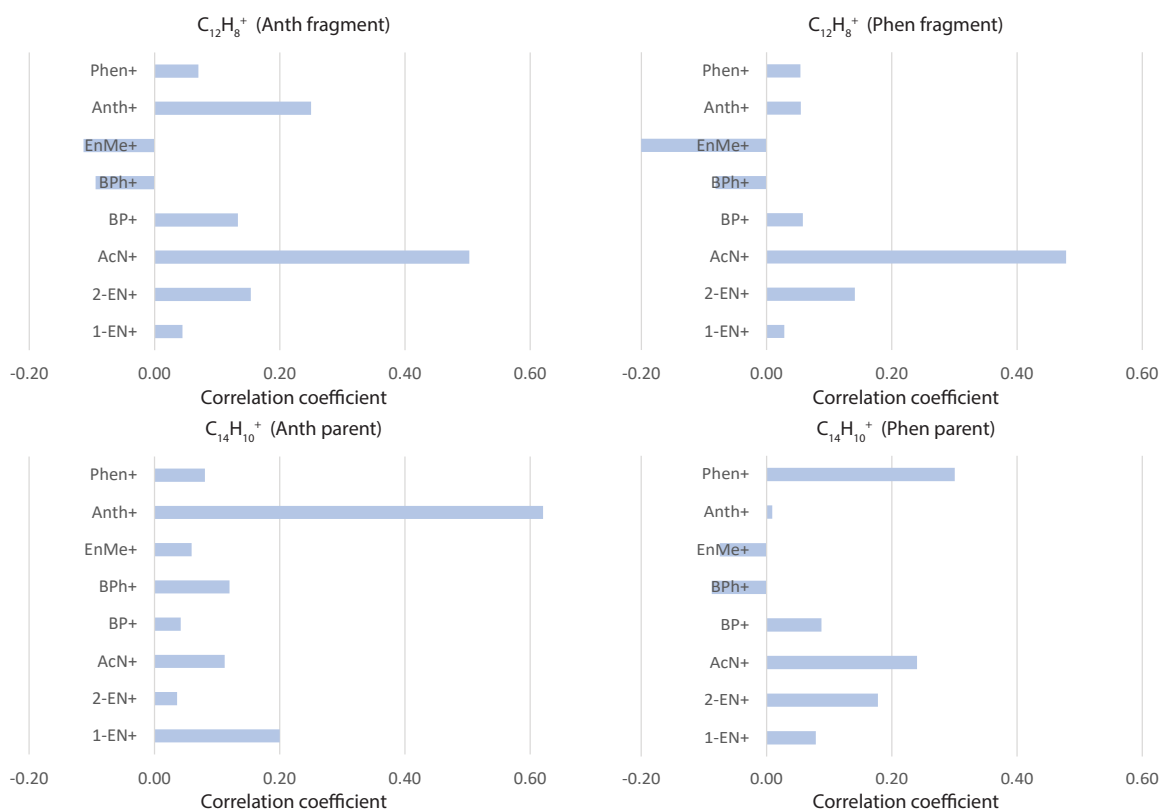 C₁₂H₈⁺ (Anth fragment)
Phen+
Anth+
EnMe+
BPh+
BP+
AcN+
2-EN+
1-EN+
-0.20 0.00 0.20 0.40 0.60
Correlation coefficient
C₁₂H₈⁺ (Phen fragment)
Phen+
Anth+
EnMe+
BPh+
BP+
AcN+
2-EN+
1-EN+
-0.20 0.00 0.20 0.40 0.60
Correlation coefficient
C₁₄H₁₀⁺ (Anth parent)
Phen+
Anth+
EnMe+
BPh+
BP+
AcN+
2-EN+
1-EN+
-0.20 0.00 0.20 0.40 0.60
Correlation coefficient
C₁₄H₁₀⁺ (Phen parent)
Phen+
Anth+
EnMe+
BPh+
BP+
AcN+
2-EN+
1-EN+
-0.20 0.00 0.20 0.40 0.60
Correlation coefficient